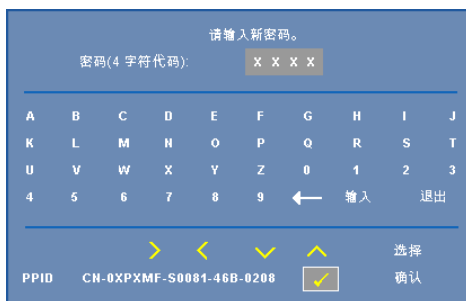 请输入新密码。
密码(4 字符代码): X X X X
A B C D E F G H I J
K L M N O P Q R S T
U V W X Y Z 0 1 2 3
4 5 6 7 8 9 ← 输入 退出
选择
PPID CN-0XPXMF-S0081-46B-0208 ✓ 确认